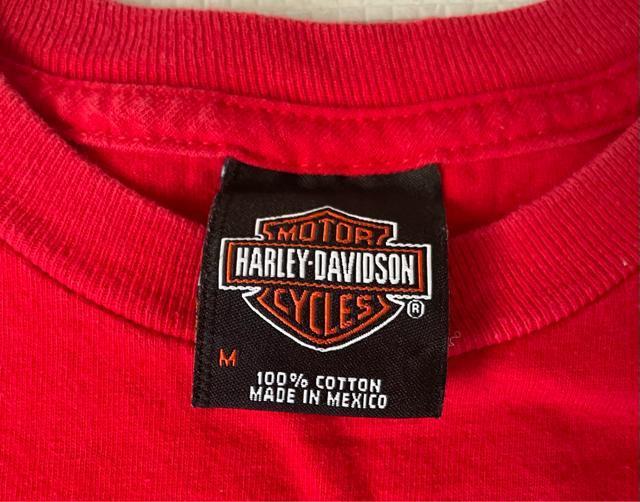 MOTOR
HARLEY-DAVIDSON
CYCLES
®
M
100% COTTON
MADE IN MEXICO